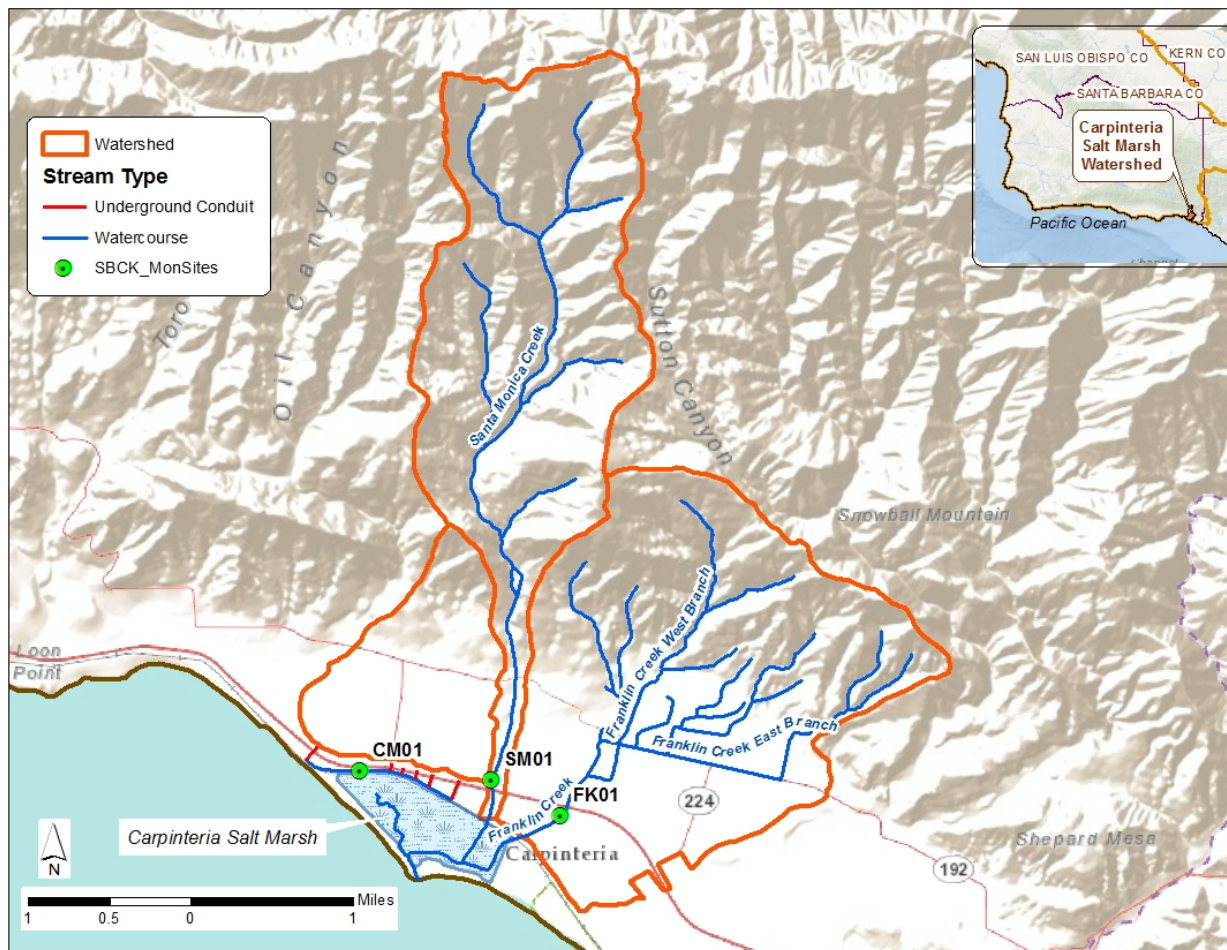 SAN LUIS OBISPO CO
KERN CO
SANTA BARBARA CO
Carpinteria
Salt Marsh
Watershed
Pacific Ocean
Channel
Watershed
Stream Type
Underground Conduit
Watercourse
SBCK_MonSites
Toro
Oil Canyon
Sutton Canyon
Santa Monica Creek
Snowball Mountain
Franklin Creek West Branch
Franklin Creek East Branch
Loon
Point
CM01
SM01
FK01
Franklin Creek
224
Carpinteria Salt Marsh
Carpinteria
Shepard Mesa
192
N
Miles
1 0.5 0 1